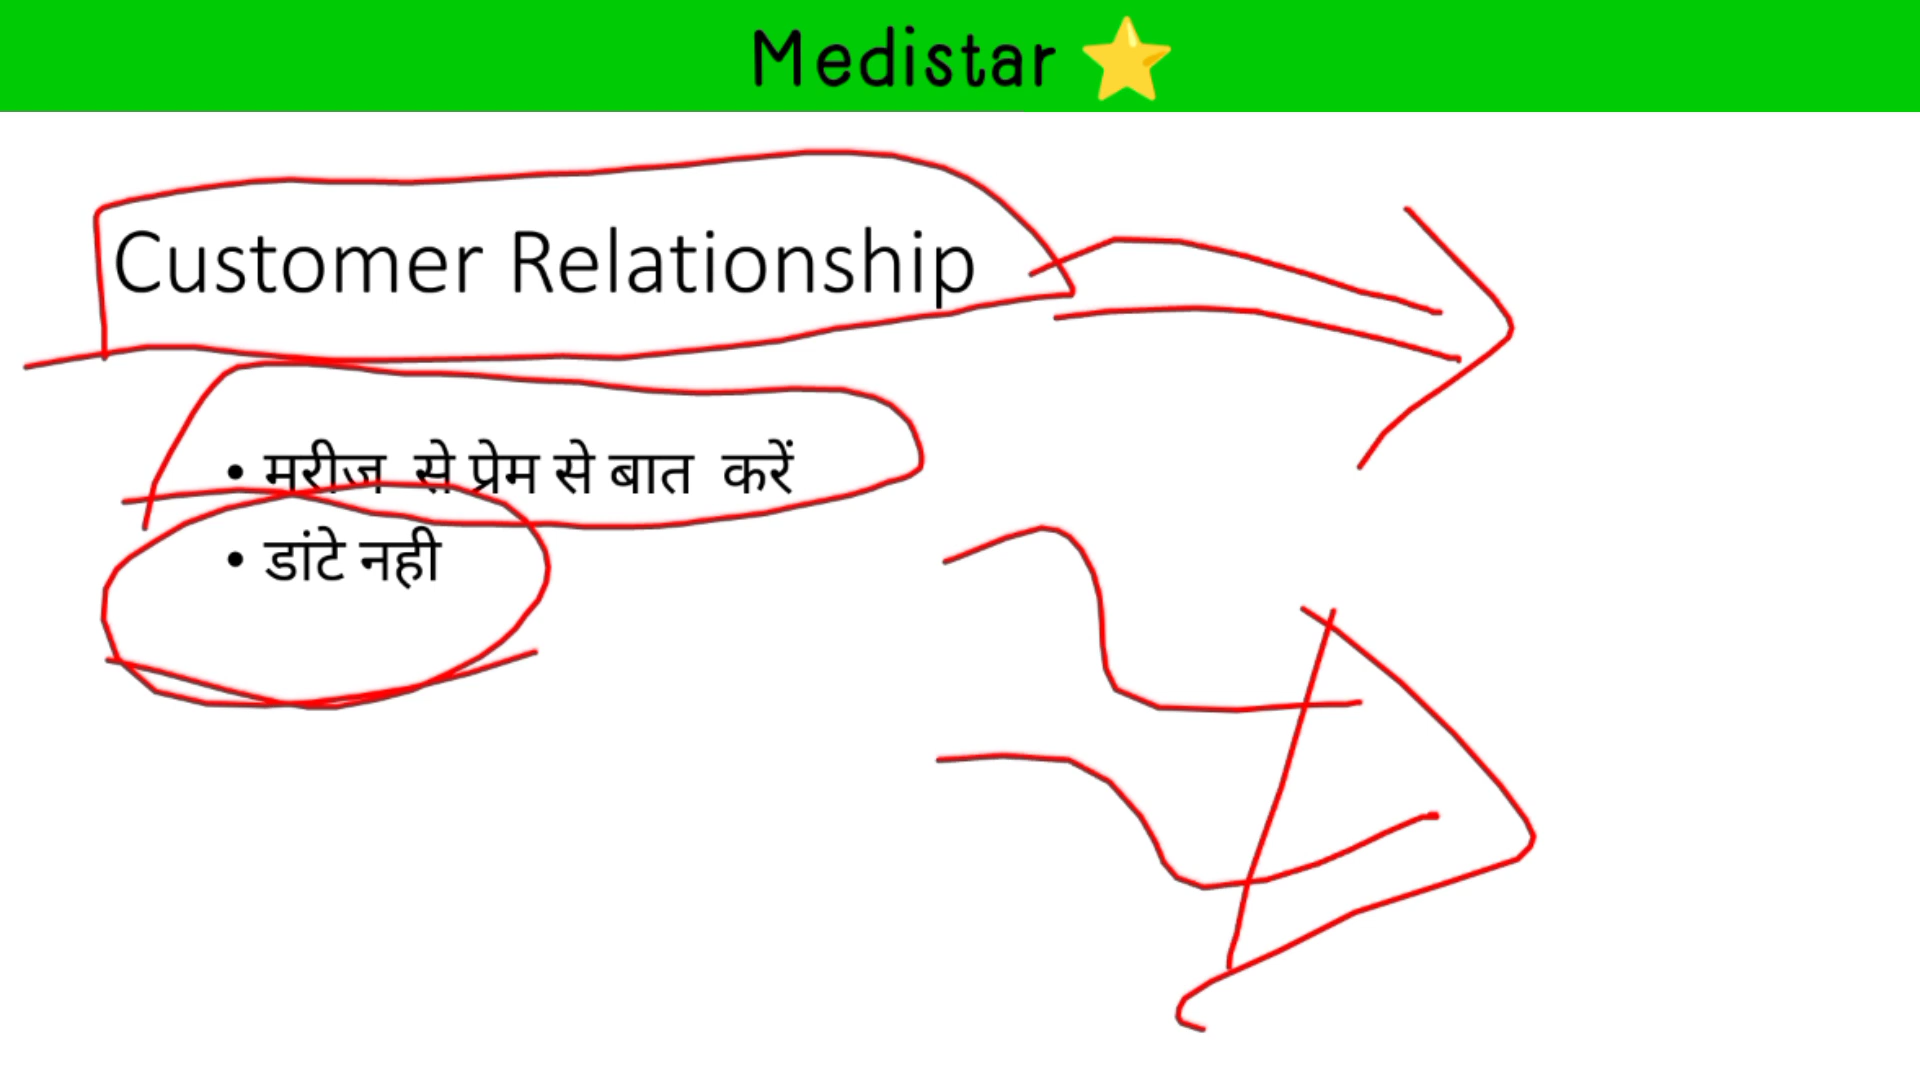 Medistar ⭐
Customer Relationship
• मरीज से प्रेम से बात करें
• डांटे नही